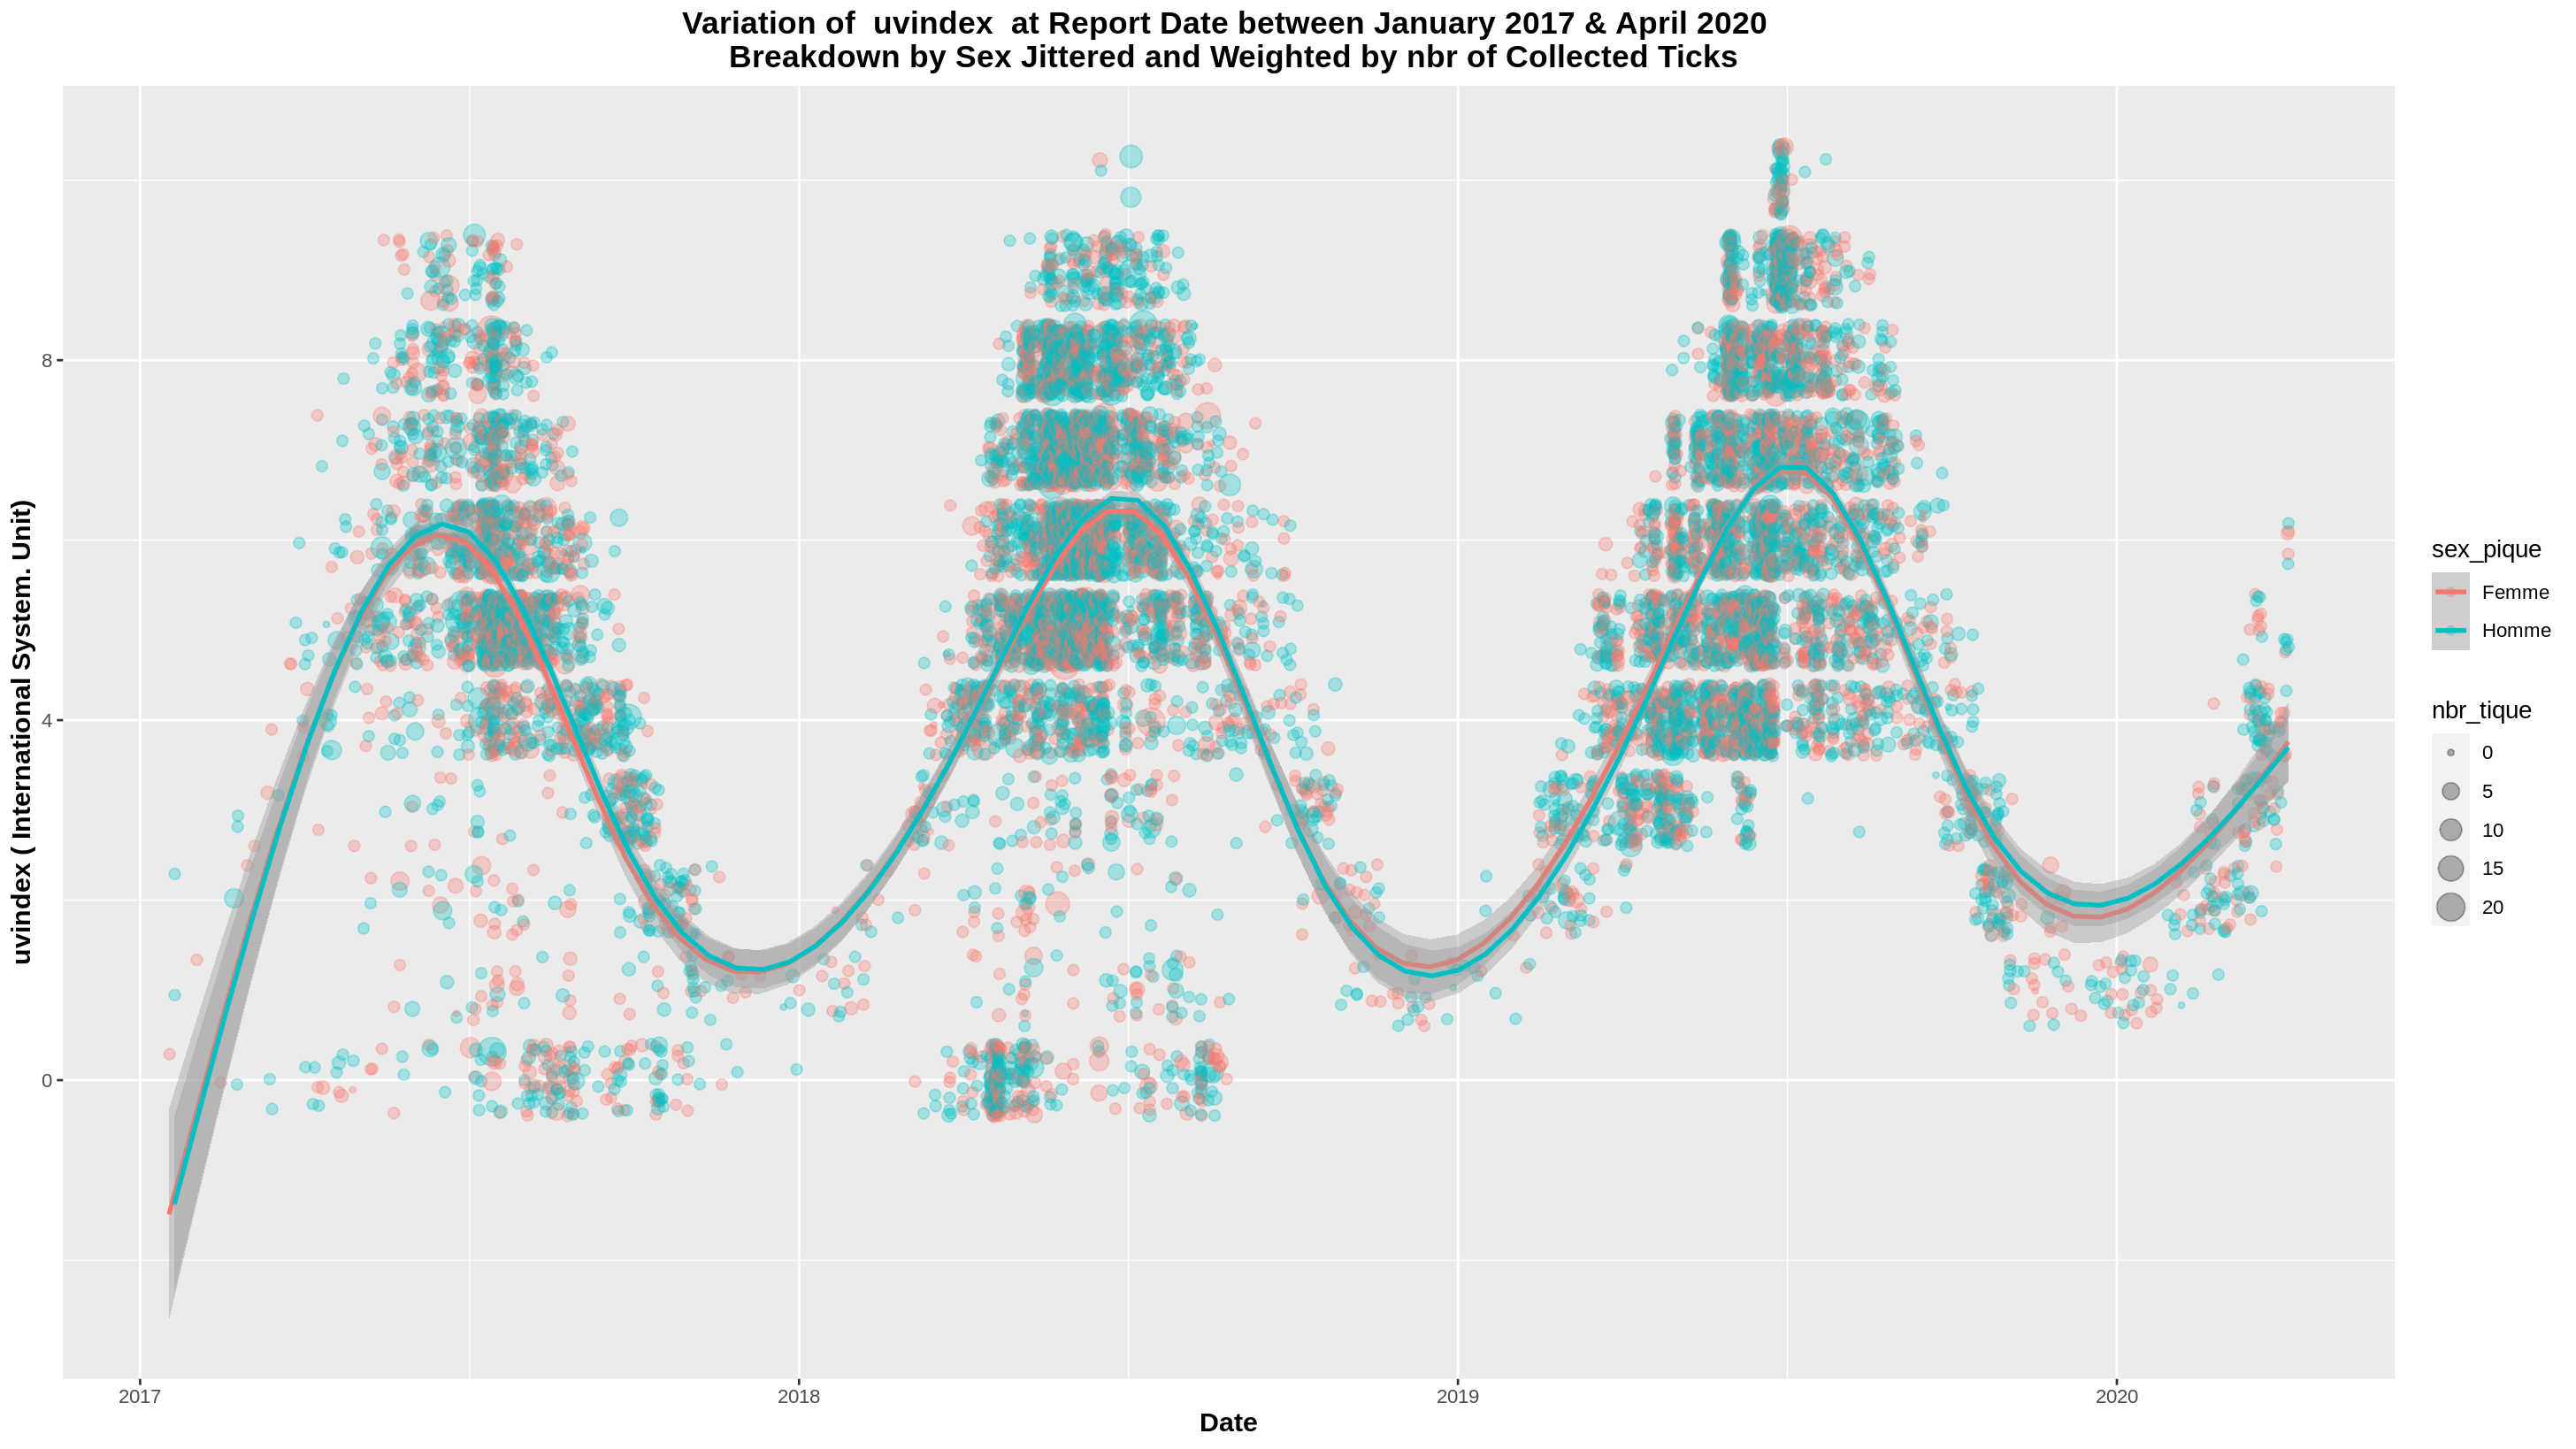 Variation of  uvindex  at Report Date between January 2017 & April 2020
Breakdown by Sex Jittered and Weighted by nbr of Collected Ticks
uvindex ( International System. Unit)
8
4
0
2017
2018
2019
2020
Date
sex_pique
Femme
Homme
nbr_tique
0
5
10
15
20